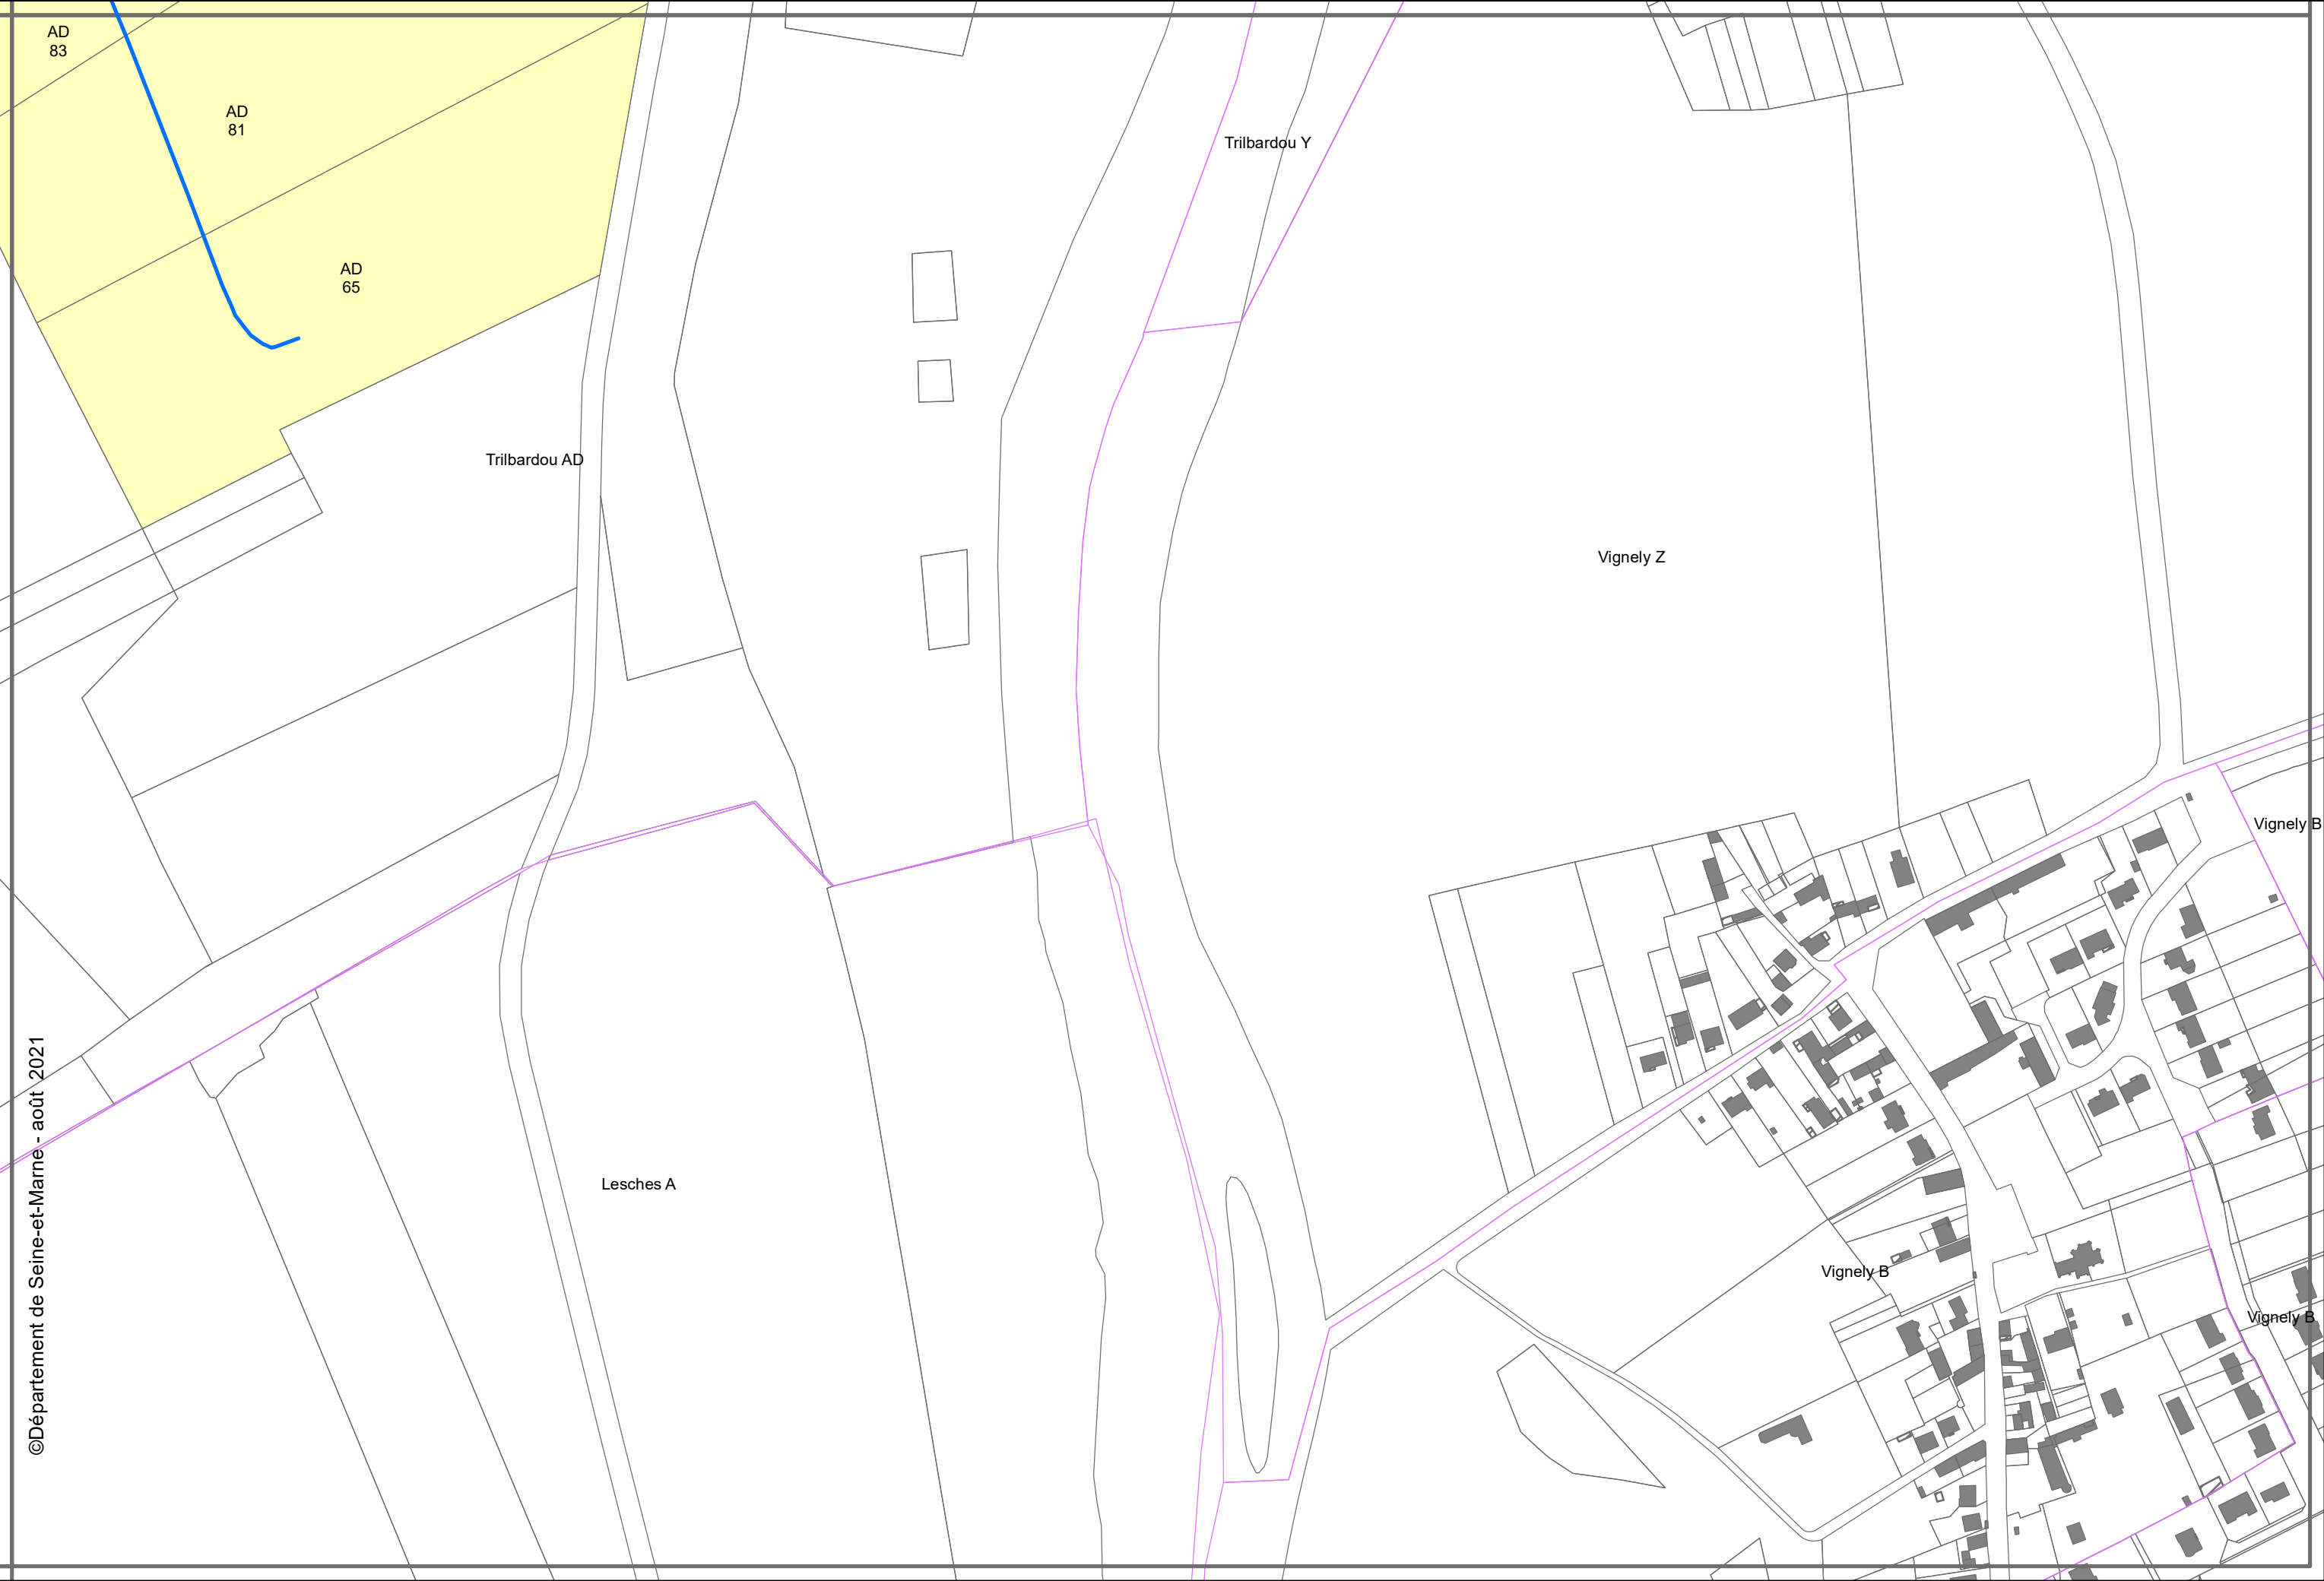 AD
83
AD
81
Trilbardou Y
AD
65
Trilbardou AD
Vignely Z
Vignely B
©Département de Seine-et-Marne - août 2021
Lesches A
Vignely B
Vignely B